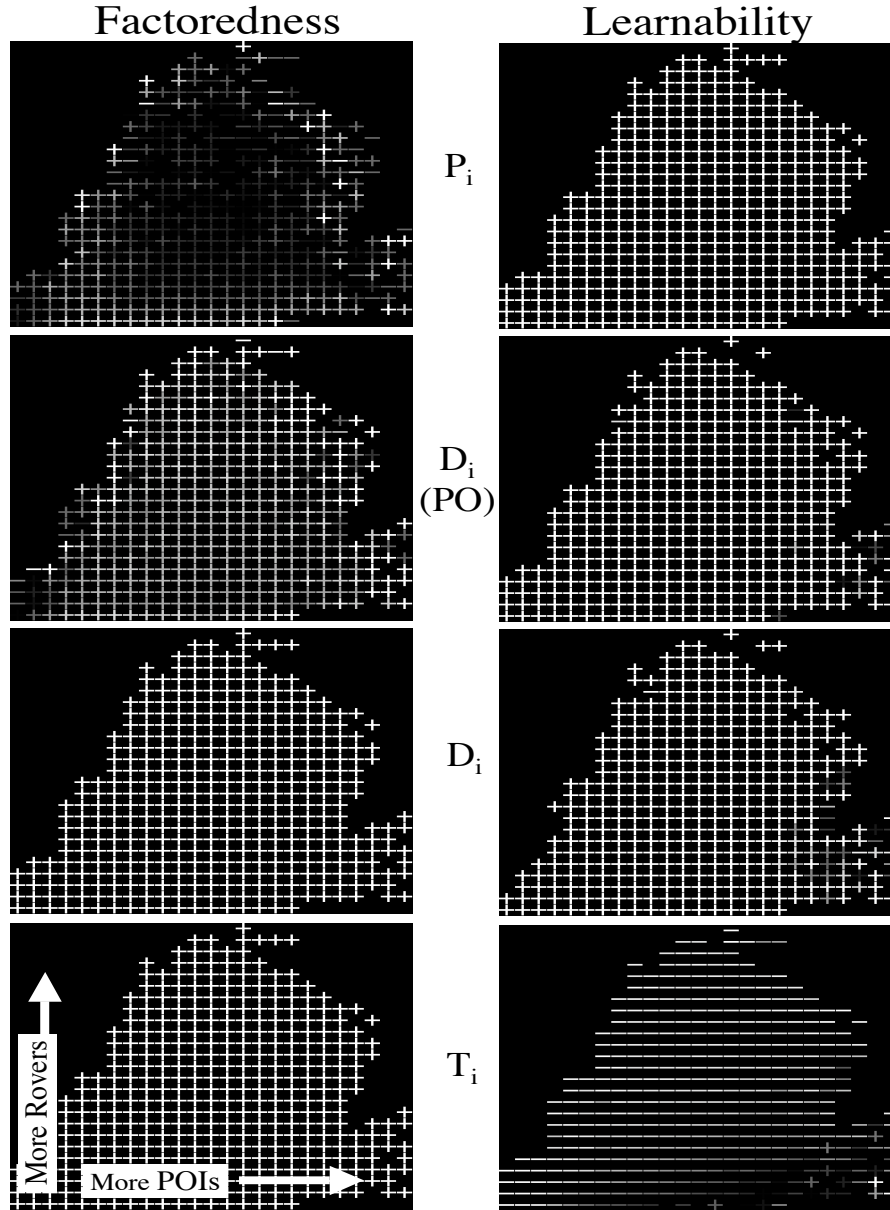 Factoredness Learnability
P_i
D_i
(PO)
D_i
T_i
More Rovers
More POIs